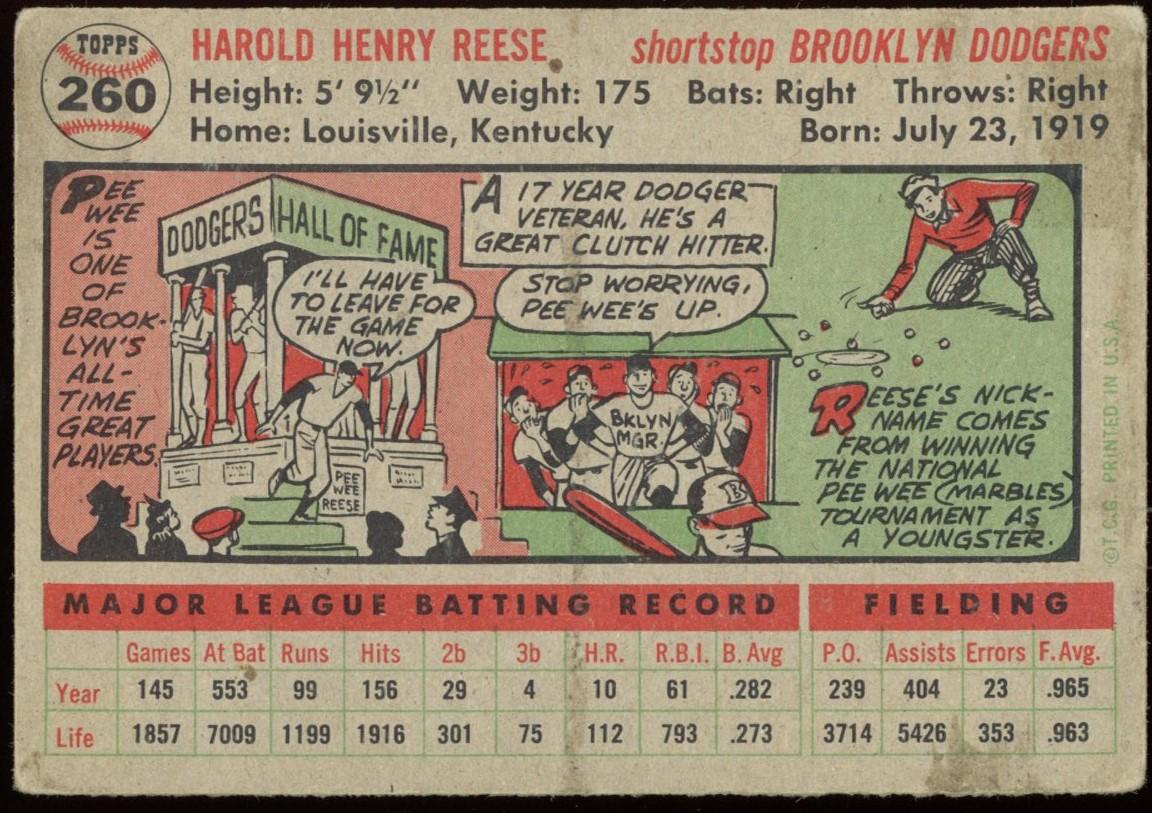 TOPPS
260
HAROLD HENRY REESE shortstop BROOKLYN DODGERS
Height: 5' 9½" Weight: 175 Bats: Right Throws: Right
Home: Louisville, Kentucky Born: July 23, 1919
PEE
WEE
IS
ONE
OF
BROOK-
LYN'S
ALL-
TIME
GREAT
PLAYERS.
DODGERS HALL OF FAME
I'LL HAVE
TO LEAVE FOR
THE GAME
NOW.
PEE
WEE
REESE
A 17 YEAR DODGER
VETERAN, HE'S A
GREAT CLUTCH HITTER.
STOP WORRYING,
PEE WEE'S UP.
BKLYN
MGR.
B
REESE'S NICK-
NAME COMES
FROM WINNING
THE NATIONAL
PEE WEE (MARBLES)
TOURNAMENT AS
A YOUNGSTER.
©T.C.G. PRINTED IN U.S.A.
MAJOR LEAGUE BATTING RECORD FIELDING
Games At Bat Runs Hits 2b 3b H.R. R.B.I. B. Avg P.O. Assists Errors F. Avg.
Year 145 553 99 156 29 4 10 61 .282 239 404 23 .965
Life 1857 7009 1199 1916 301 75 112 793 .273 3714 5426 353 .963